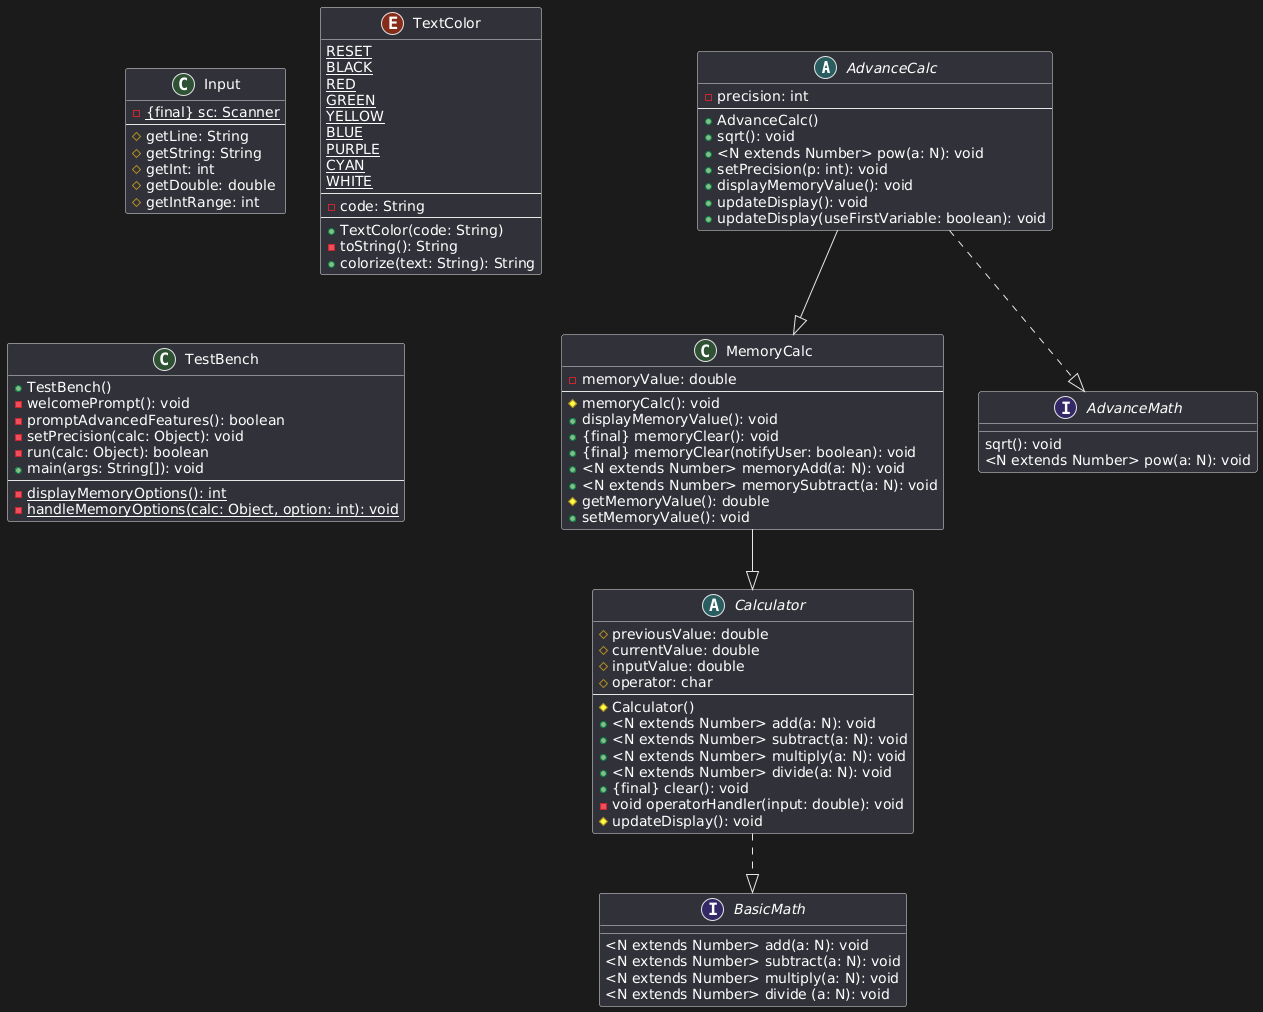 E TextColor
RESET
BLACK
RED
GREEN
YELLOW
BLUE
PURPLE
CYAN
WHITE
code: String
TextColor(code: String)
toString(): String
colorize(text: String): String
C Input
{final} sc: Scanner
getLine: String
getString: String
getInt: int
getDouble: double
getIntRange: int
A AdvanceCalc
precision: int
AdvanceCalc()
sqrt(): void
<N extends Number> pow(a: N): void
setPrecision(p: int): void
displayMemoryValue(): void
updateDisplay(): void
updateDisplay(useFirstVariable: boolean): void
C TestBench
TestBench()
welcomePrompt(): void
promptAdvancedFeatures(): boolean
setPrecision(calc: Object): void
run(calc: Object): boolean
main(args: String[]): void
displayMemoryOptions(): int
handleMemoryOptions(calc: Object, option: int): void
C MemoryCalc
memoryValue: double
memoryCalc(): void
displayMemoryValue(): void
{final} memoryClear(): void
{final} memoryClear(notifyUser: boolean): void
<N extends Number> memoryAdd(a: N): void
<N extends Number> memorySubtract(a: N): void
getMemoryValue(): double
setMemoryValue(): void
I AdvanceMath
sqrt(): void
<N extends Number> pow(a: N): void
A Calculator
previousValue: double
currentValue: double
inputValue: double
operator: char
Calculator()
<N extends Number> add(a: N): void
<N extends Number> subtract(a: N): void
<N extends Number> multiply(a: N): void
<N extends Number> divide(a: N): void
{final} clear(): void
void operatorHandler(input: double): void
updateDisplay(): void
I BasicMath
<N extends Number> add(a: N): void
<N extends Number> subtract(a: N): void
<N extends Number> multiply(a: N): void
<N extends Number> divide (a: N): void